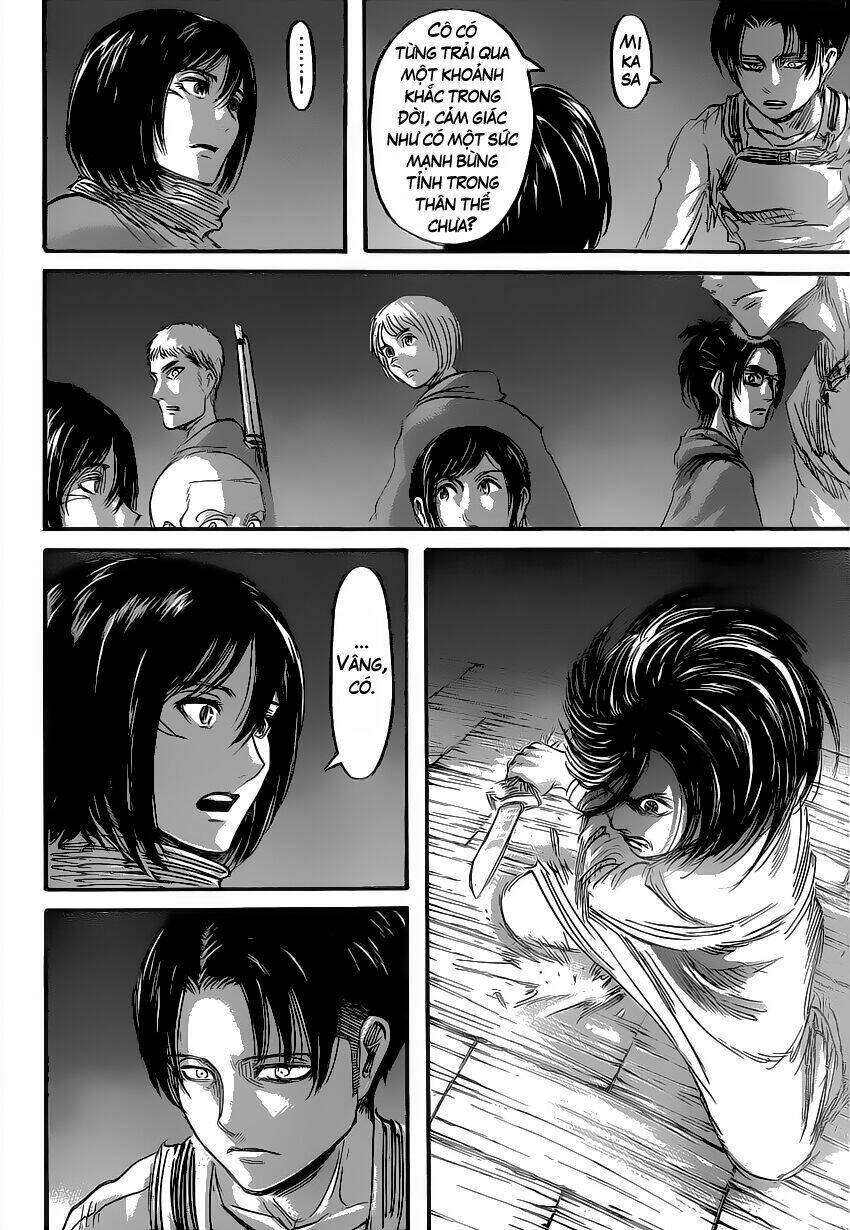 MI
KA
SA
CÔ CÓ
TỪNG TRẢI QUA
MỘT KHOẢNH
KHẮC TRONG
ĐỜI, CẢM GIÁC
NHƯ CÓ MỘT SỨC
MẠNH BỪNG
TỈNH TRONG
THÂN THỂ
CHƯA?
......!
...
VÂNG,
CÓ.